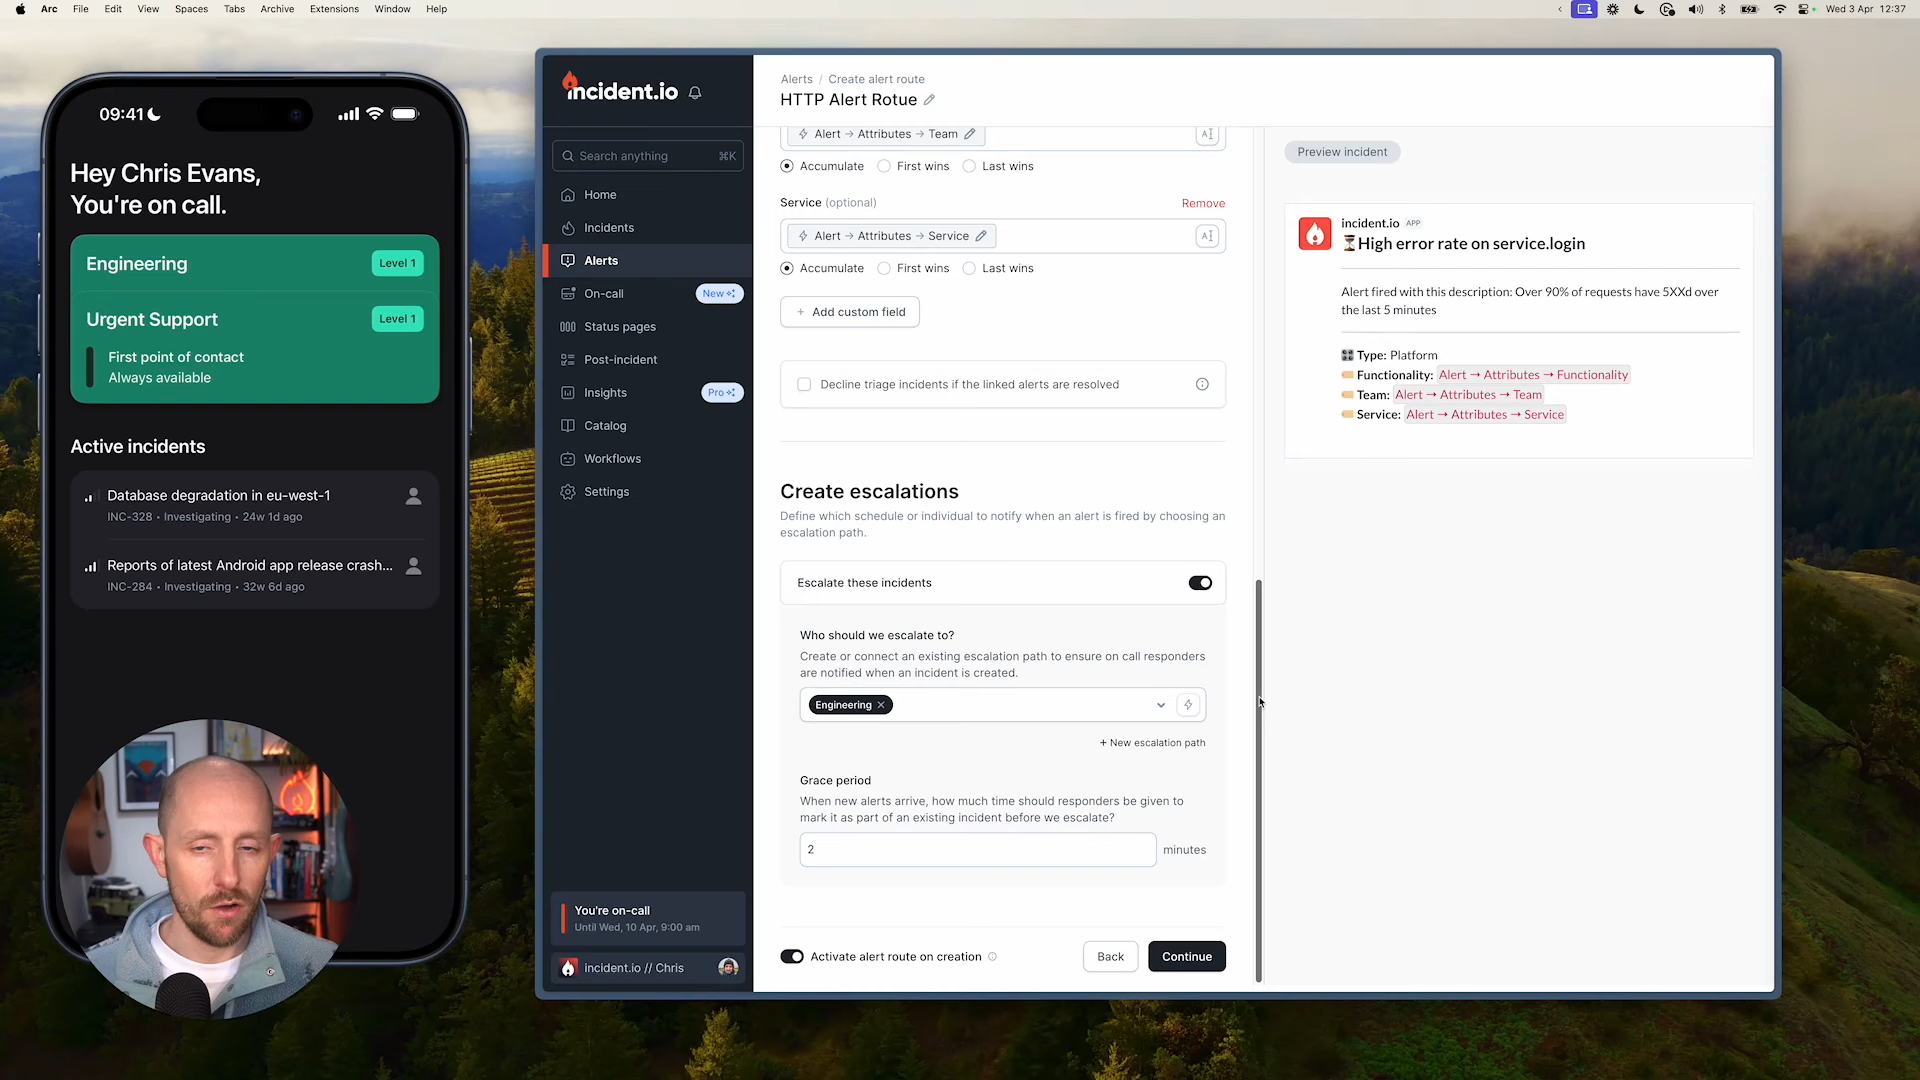 Arc File Edit View Spaces Tabs Archive Extensions Window Help
Wed 3 Apr 12:37
09:41
Hey Chris Evans,
You're on call.
Engineering
Level 1
Urgent Support
Level 1
First point of contact
Always available
Active incidents
Database degradation in eu-west-1
INC-328 • Investigating • 24w 1d ago
Reports of latest Android app release crash...
INC-284 • Investigating • 32w 6d ago
incident.io
Search anything ⌘K
Home
Incidents
Alerts
On-call New
Status pages
Post-incident
Insights Pro
Catalog
Workflows
Settings
You're on-call
Until Wed, 10 Apr, 9:00 am
incident.io // Chris
Alerts / Create alert route
HTTP Alert Rotue
Alert → Attributes → Team
Accumulate First wins Last wins
Service (optional) Remove
Alert → Attributes → Service
Accumulate First wins Last wins
+ Add custom field
Decline triage incidents if the linked alerts are resolved
Create escalations
Define which schedule or individual to notify when an alert is fired by choosing an
escalation path.
Escalate these incidents
Who should we escalate to?
Create or connect an existing escalation path to ensure on call responders
are notified when an incident is created.
Engineering ×
+ New escalation path
Grace period
When new alerts arrive, how much time should responders be given to
mark it as part of an existing incident before we escalate?
2 minutes
Activate alert route on creation
Back
Continue
Preview incident
incident.io APP
⏳High error rate on service.login
Alert fired with this description: Over 90% of requests have 5XXd over
the last 5 minutes
Type: Platform
Functionality: Alert → Attributes → Functionality
Team: Alert → Attributes → Team
Service: Alert → Attributes → Service